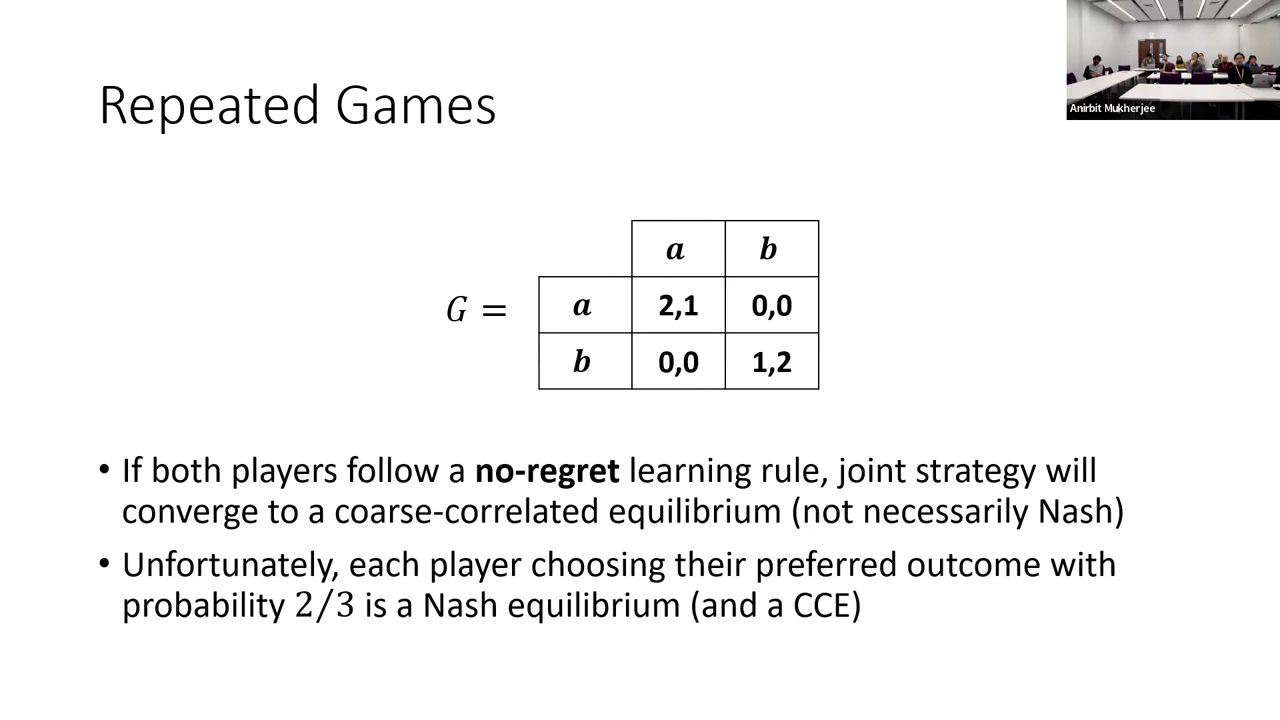 Anirbit Mukherjee
Repeated Games
a b
G = a 2,1 0,0
b 0,0 1,2
• If both players follow a no-regret learning rule, joint strategy will
converge to a coarse-correlated equilibrium (not necessarily Nash)
• Unfortunately, each player choosing their preferred outcome with
probability 2/3 is a Nash equilibrium (and a CCE)